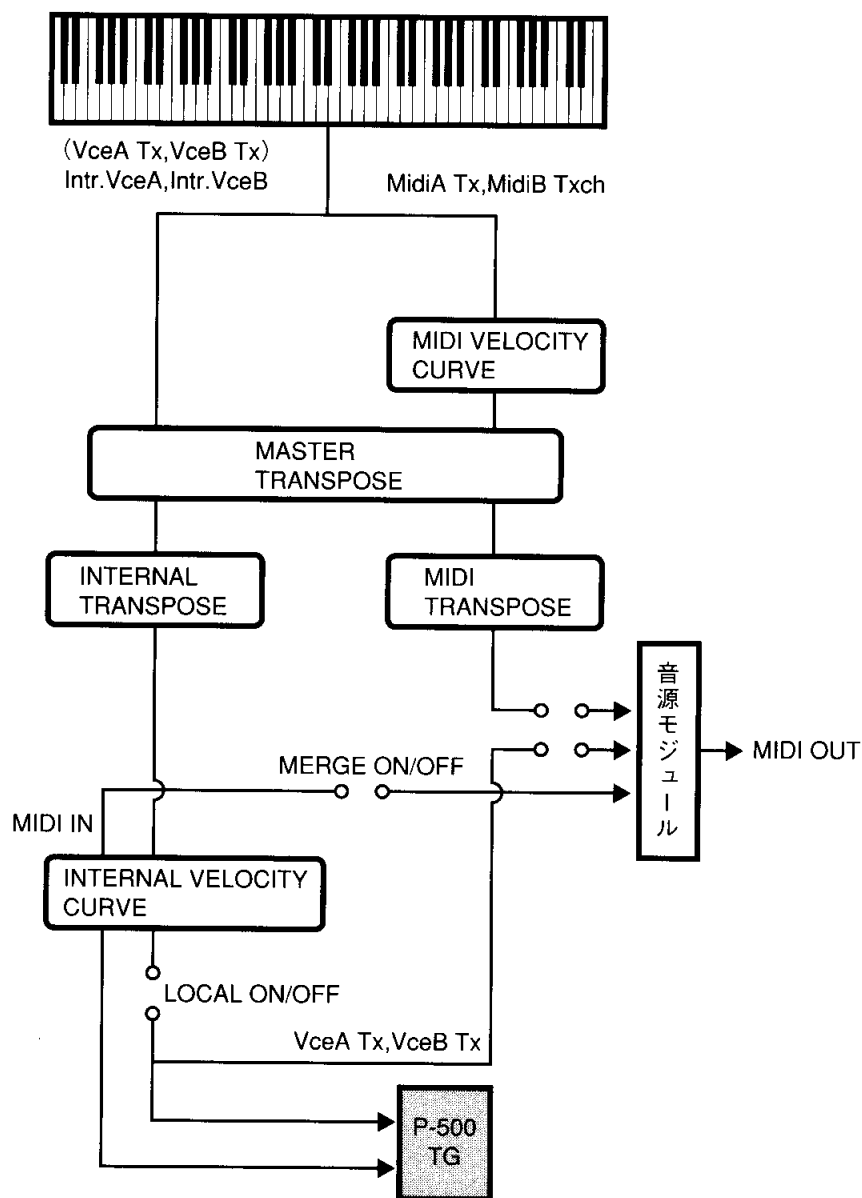 （VceA Tx,VceB Tx)
Intr.VceA,Intr.VceB
MidiA Tx,MidiB Txch
MIDI VELOCITY
CURVE
MASTER
TRANSPOSE
INTERNAL
TRANSPOSE
MIDI
TRANSPOSE
音源モジュール
MIDI OUT
MERGE ON/OFF
MIDI IN
INTERNAL VELOCITY
CURVE
LOCAL ON/OFF
VceA Tx,VceB Tx
P-500
TG